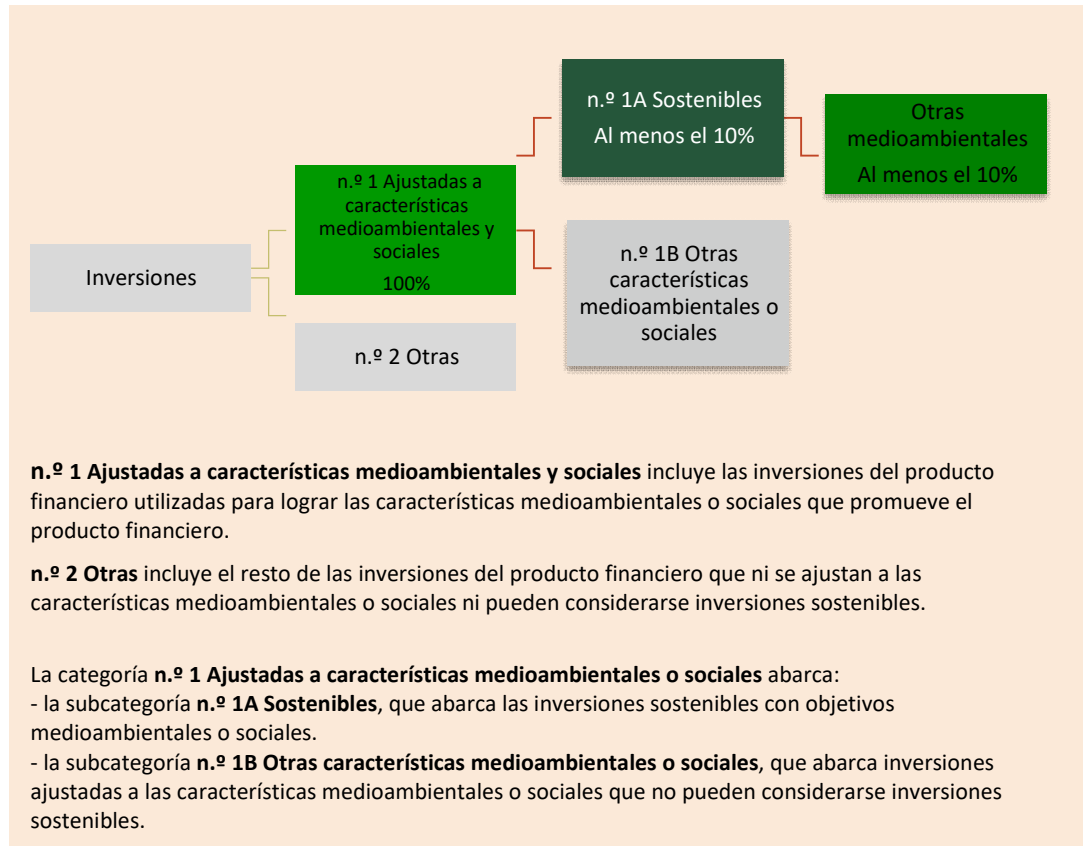 n.º 1A Sostenibles
Al menos el 10%
Otras
medioambientales
Al menos el 10%
n.º 1 Ajustadas a
características
medioambientales y
sociales
100%
n.º 1B Otras
características
medioambientales o
sociales
Inversiones
n.º 2 Otras
n.º 1 Ajustadas a características medioambientales y sociales incluye las inversiones del producto
financiero utilizadas para lograr las características medioambientales o sociales que promueve el
producto financiero.
n.º 2 Otras incluye el resto de las inversiones del producto financiero que ni se ajustan a las
características medioambientales o sociales ni pueden considerarse inversiones sostenibles.
La categoría n.º 1 Ajustadas a características medioambientales o sociales abarca:
- la subcategoría n.º 1A Sostenibles, que abarca las inversiones sostenibles con objetivos
medioambientales o sociales.
- la subcategoría n.º 1B Otras características medioambientales o sociales, que abarca inversiones
ajustadas a las características medioambientales o sociales que no pueden considerarse inversiones
sostenibles.